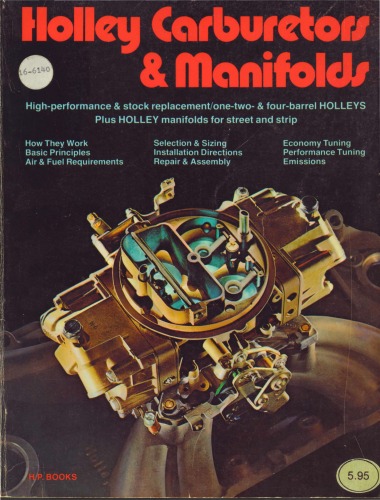 Holley Carburetors
& Manifolds
16-6140
High-performance & stock replacement/one-two- & four-barrel HOLLEYS
Plus HOLLEY manifolds for street and strip
How They Work
Basic Principles
Air & Fuel Requirements
Selection & Sizing
Installation Directions
Repair & Assembly
Economy Tuning
Performance Tuning
Emissions
H.P. BOOKS
5.95